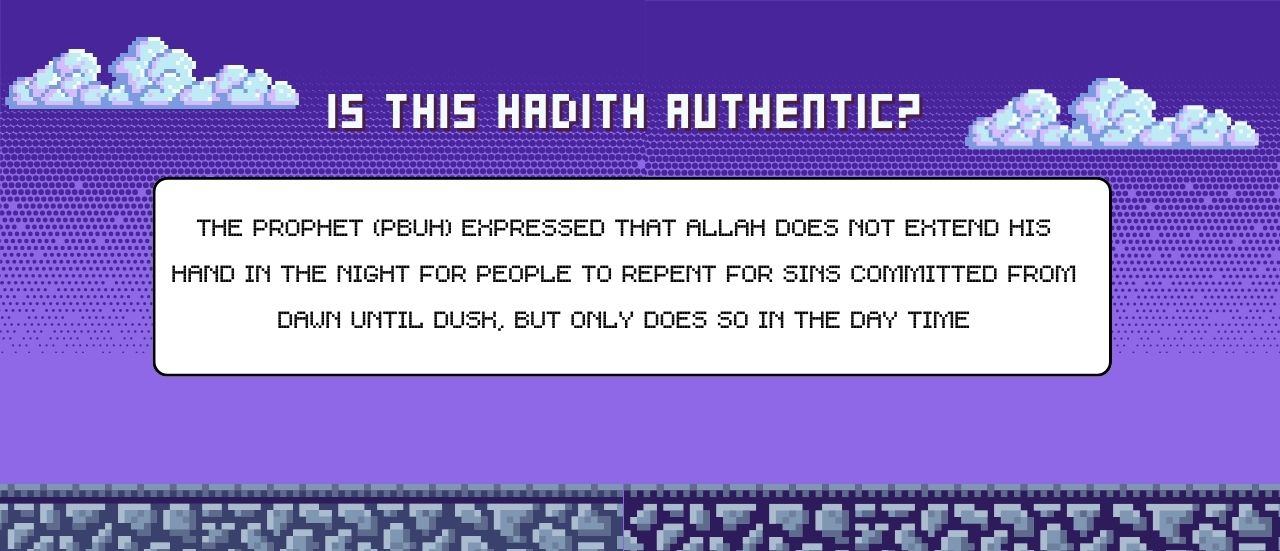 IS THIS HADITH AUTHENTIC?
THE PROPHET (PBUH) EXPRESSED THAT ALLAH DOES NOT EXTEND HIS
HAND IN THE NIGHT FOR PEOPLE TO REPENT FOR SINS COMMITTED FROM
DAWN UNTIL DUSK, BUT ONLY DOES SO IN THE DAY TIME